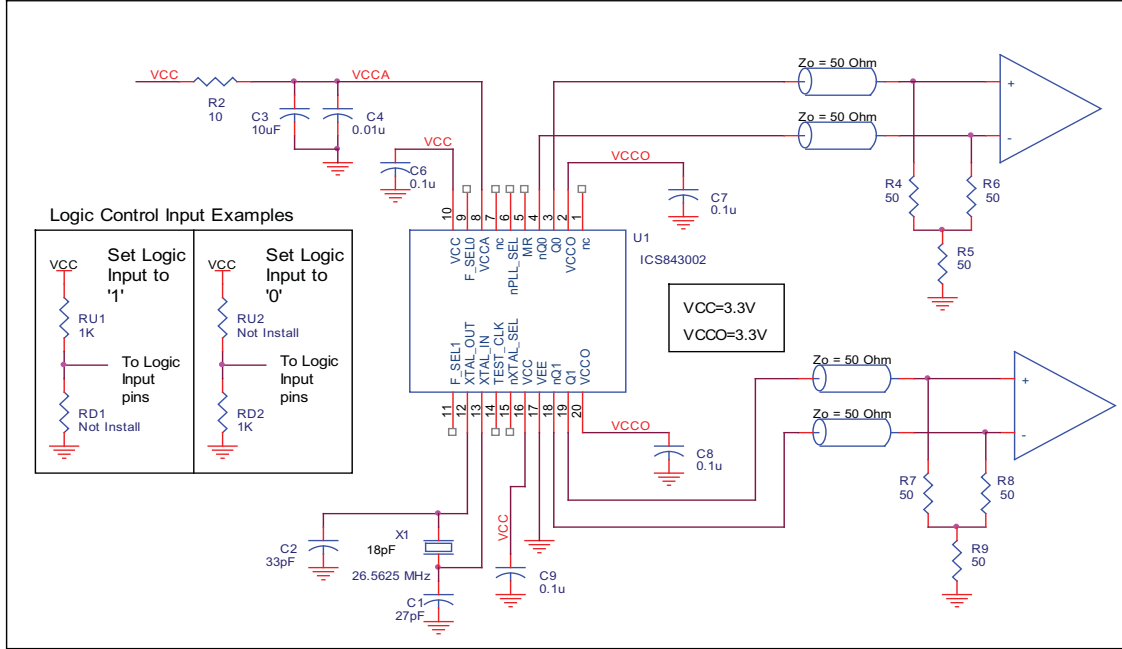 VCC
R2
10
VCCA
C3
10uF
C4
0.01u
VCC
C6
0.1u
VCCO
C7
0.1u
Zo = 50 Ohm
Zo = 50 Ohm
+
-
R4
50
R6
50
R5
50
10
9
8
7
6
5
4
3
2
1
VCC
F_SEL0
VCCA
nc
nPLL_SEL
MR
nQ0
Q0
VCCO
nc
U1
ICS843002
F_SEL1
XTAL_OUT
XTAL_IN
TEST_CLK
nXTAL_SEL
VCC
VEE
nQ1
Q1
VCCO
11
12
13
14
15
16
17
18
19
20
VCC=3.3V
VCCO=3.3V
Logic Control Input Examples
Set Logic
Input to
'1'
VCC
RU1
1K
To Logic
Input
pins
RD1
Not Install
Set Logic
Input to
'0'
VCC
RU2
Not Install
To Logic
Input
pins
RD2
1K
VCCO
C8
0.1u
Zo = 50 Ohm
Zo = 50 Ohm
+
-
R7
50
R8
50
R9
50
C2
33pF
X1
18pF
26.5625 MHz
C1
27pF
VCC
C9
0.1u